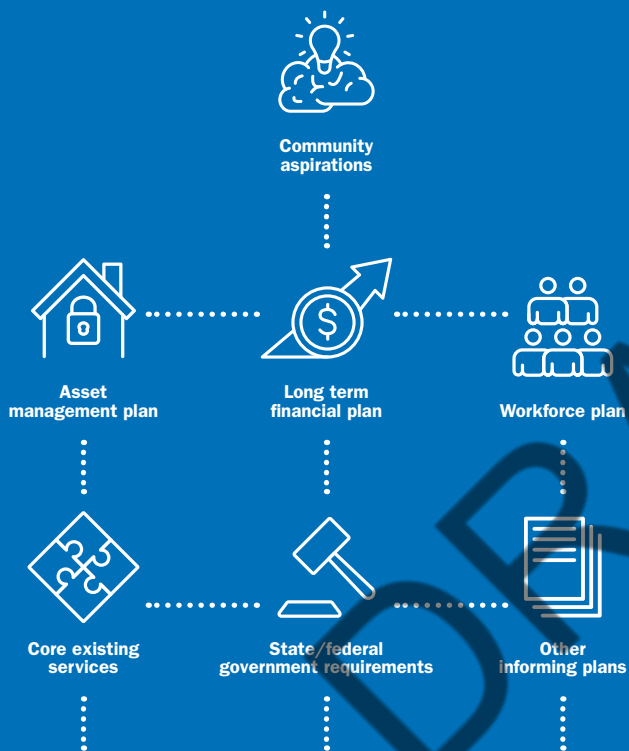 Community
aspirations
$
Asset
management plan
Long term
financial plan
Workforce plan
Core existing
services
State/federal
government requirements
Other
informing plans